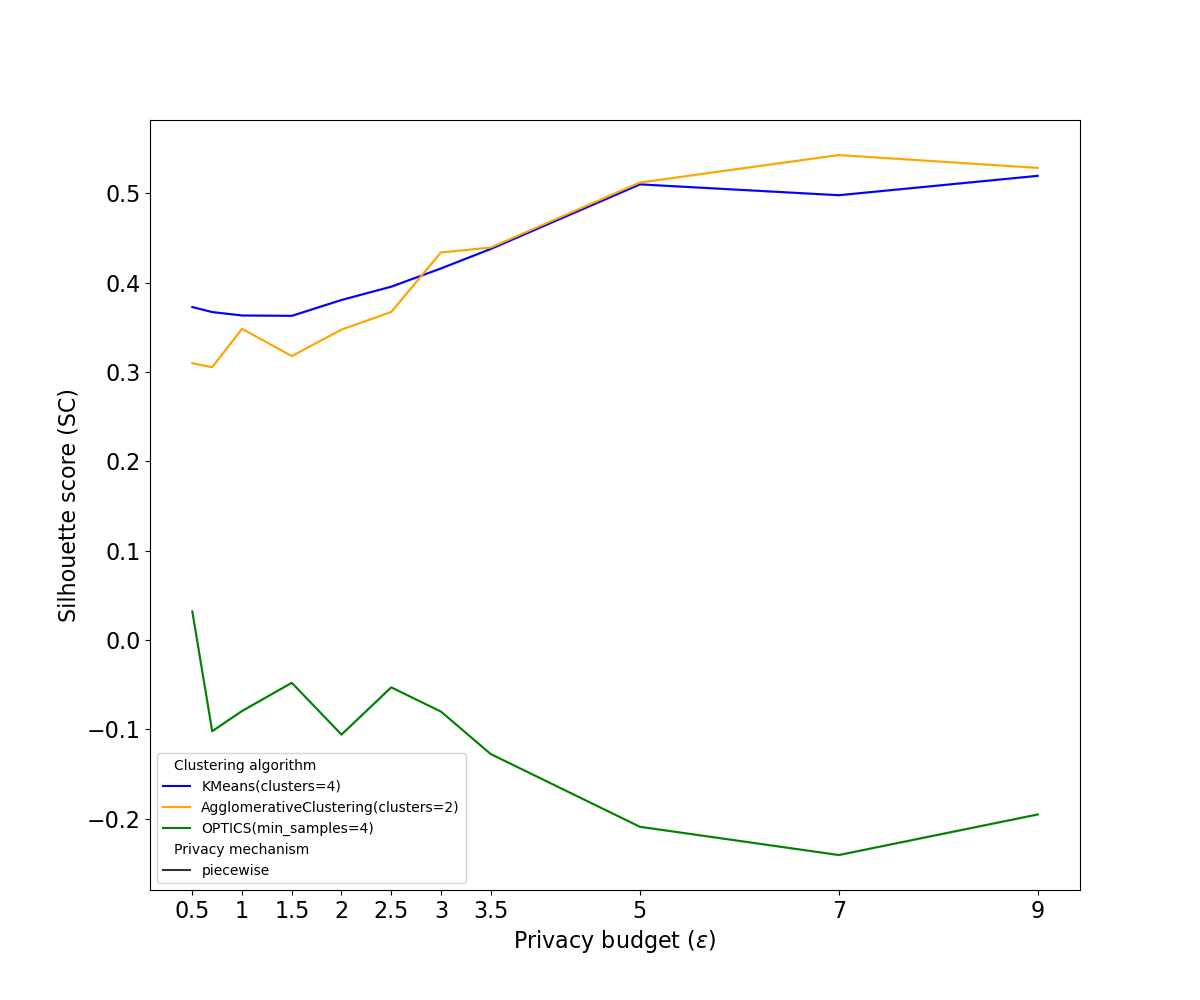 0.5
0.4
0.3
0.2
0.1
0.0
−0.1
−0.2
Silhouette score (SC)
Clustering algorithm
KMeans(clusters=4)
AgglomerativeClustering(clusters=2)
OPTICS(min_samples=4)
Privacy mechanism
piecewise
0.5 1 1.5 2 2.5 3 3.5 5 7 9
Privacy budget (ε)